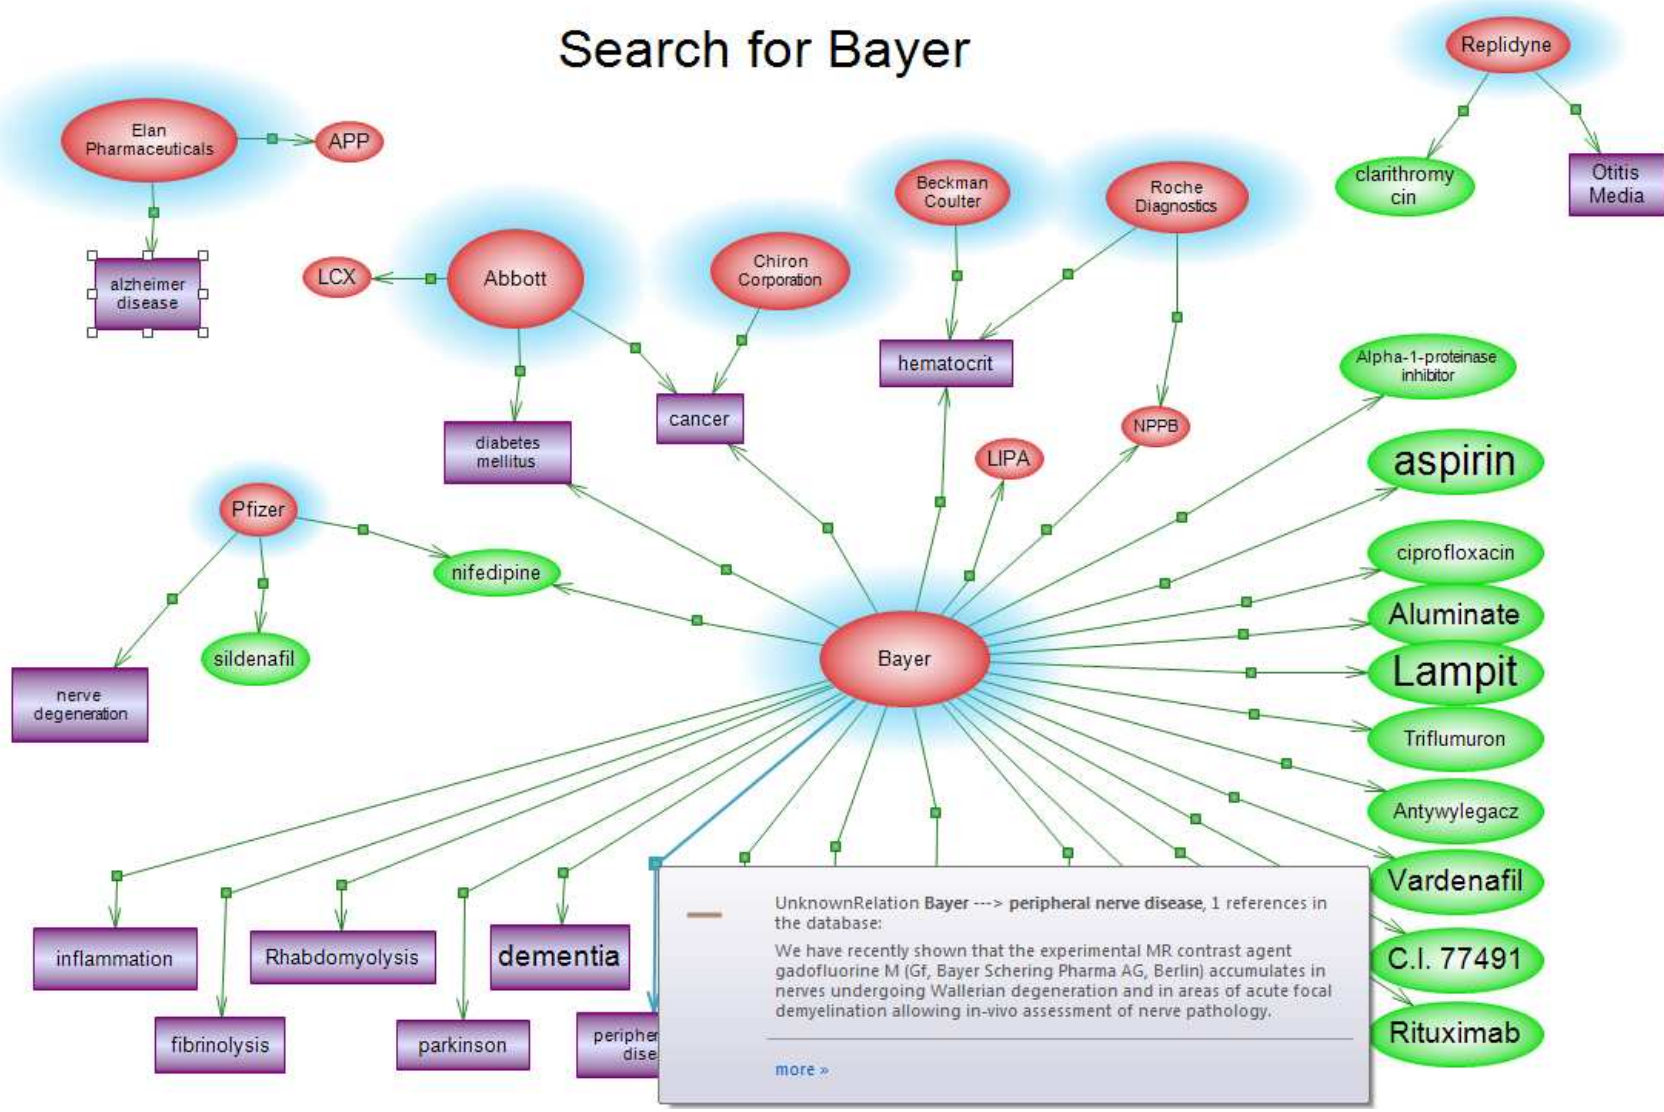 Search for Bayer
Replidyne
Elan
Pharmaceuticals
APP
clarithromy
cin
Otitis
Media
Beckman
Coulter
Roche
Diagnostics
LCX
Abbott
Chiron
Corporation
alzheimer
disease
hematocrit
Alpha-1-proteinase
inhibitor
cancer
NPPB
diabetes
mellitus
LIPA
aspirin
Pfizer
nifedipine
ciprofloxacin
Aluminate
sildenafil
Bayer
Lampit
nerve
degeneration
Triflumuron
Antywylegacz
Vardenafil
UnknownRelation Bayer ---> peripheral nerve disease, 1 references in
the database:
We have recently shown that the experimental MR contrast agent
gadofluorine M (Gf, Bayer Schering Pharma AG, Berlin) accumulates in
nerves undergoing Wallerian degeneration and in areas of acute focal
demyelination allowing in-vivo assessment of nerve pathology.
more »
inflammation
Rhabdomyolysis
dementia
C.I. 77491
fibrinolysis
parkinson
peripher
dise
Rituximab